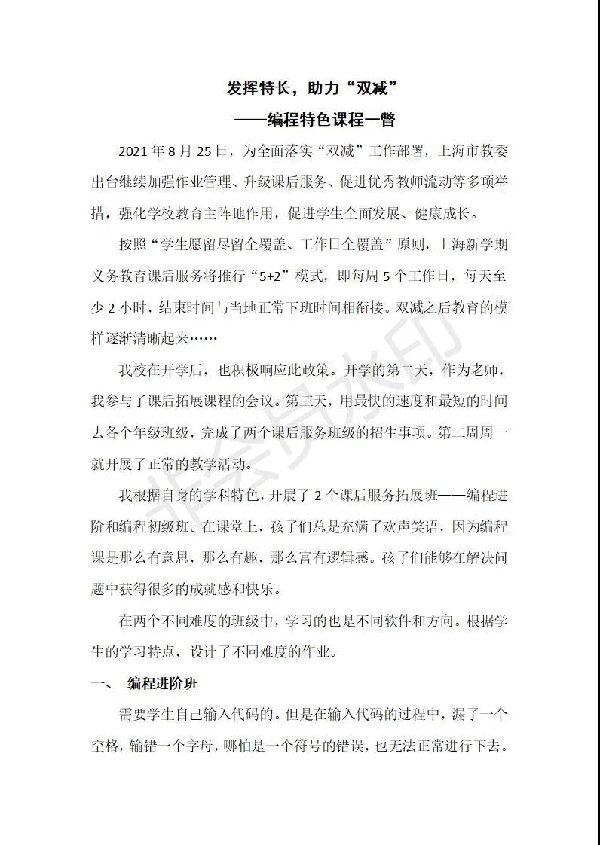 发挥特长，助力“双减”
——编程特色课程一瞥
2021 年 8 月 25 日，为全面落实“双减”工作部署，上海市教委
出台继续加强作业管理、升级课后服务、促进优秀教师流动等多项举
措，强化学校教育主阵地作用，促进学生全面发展、健康成长。
按照“学生愿留尽留全覆盖、工作日全覆盖”原则，上海新学期
义务教育课后服务将推行“5+2”模式，即每周 5 个工作日，每天至
少 2 小时，结束时间与当地正常下班时间相衔接。双减之后教育的模
样逐渐清晰起来……
我校在开学后，也积极响应此政策。开学的第二天，作为老师，
我参与了课后拓展课程的会议。第三天，用最快的速度和最短的时间
去各个年级班级，完成了两个课后服务班级的招生事项。第二周周一
就开展了正常的教学活动。
我根据自身的学科特色，开展了 2 个课后服务拓展班——编程进
阶和编程初级班、在课堂上，孩子们总是充满了欢声笑语，因为编程
课是那么有意思，那么有趣，那么富有逻辑感。孩子们能够在解决问
题中获得很多的成就感和快乐。
在两个不同难度的班级中，学习的也是不同软件和方向。根据学
生的学习特点，设计了不同难度的作业。
一、 编程进阶班
需要学生自己输入代码的。但是在输入代码的过程中，漏了一个
空格，输错一个字母，哪怕是一个符号的错误，也无法正常进行下去。
非会员水印